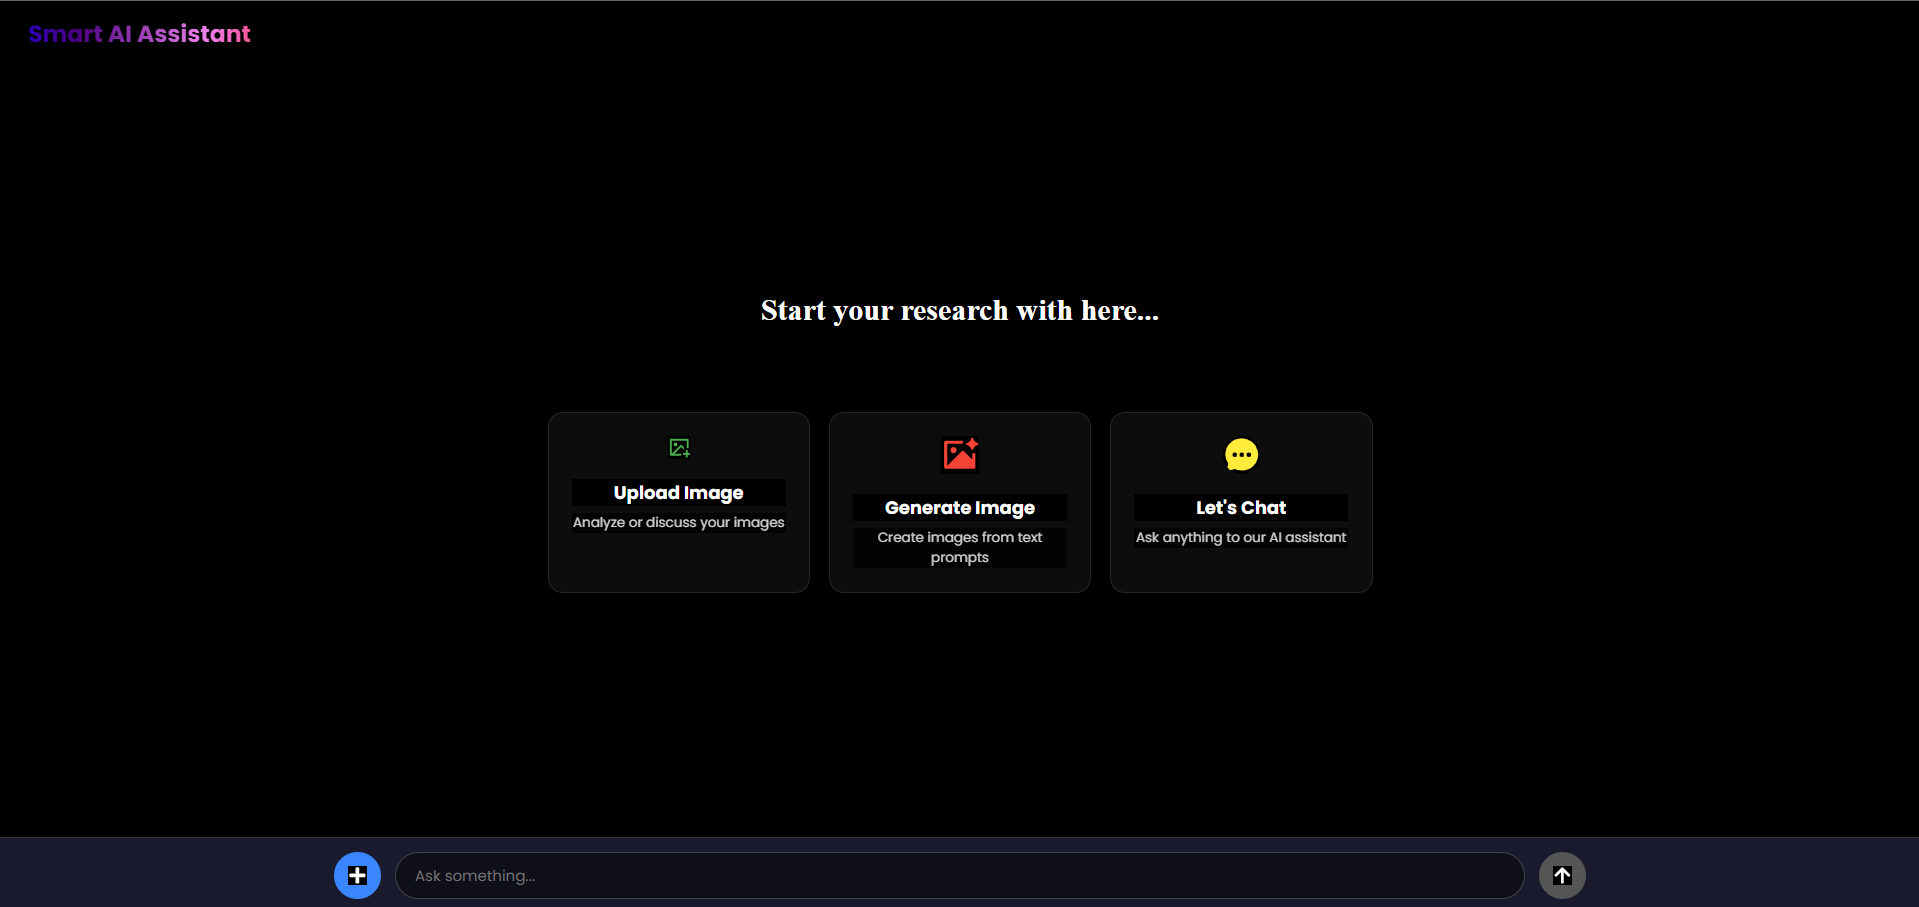 Smart AI Assistant
Start your research with here...
Upload Image
Analyze or discuss your images
Generate Image
Create images from text
prompts
Let's Chat
Ask anything to our AI assistant
Ask something...